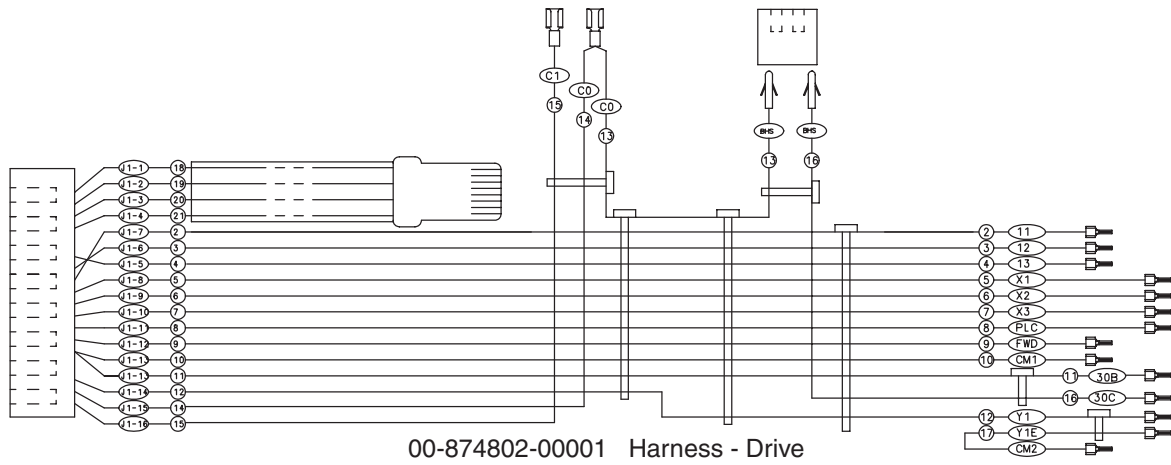 C1
C0
C0
15
14
13
BHS
BHS
13
16
J1-1 18
J1-2 19
J1-3 20
J1-4 21
J1-7 2 2 11
J1-6 3 3 12
J1-5 4 4 13
J1-8 5 5 X1
J1-9 6 6 X2
J1-10 7 7 X3
J1-11 8 8 PLC
J1-12 9 9 FWD
J1-13 10 10 CM1
J1-13 11 11 30B
J1-14 12 16 30C
J1-15 14 12 Y1
J1-16 15 17 Y1E
CM2
00-874802-00001 Harness - Drive